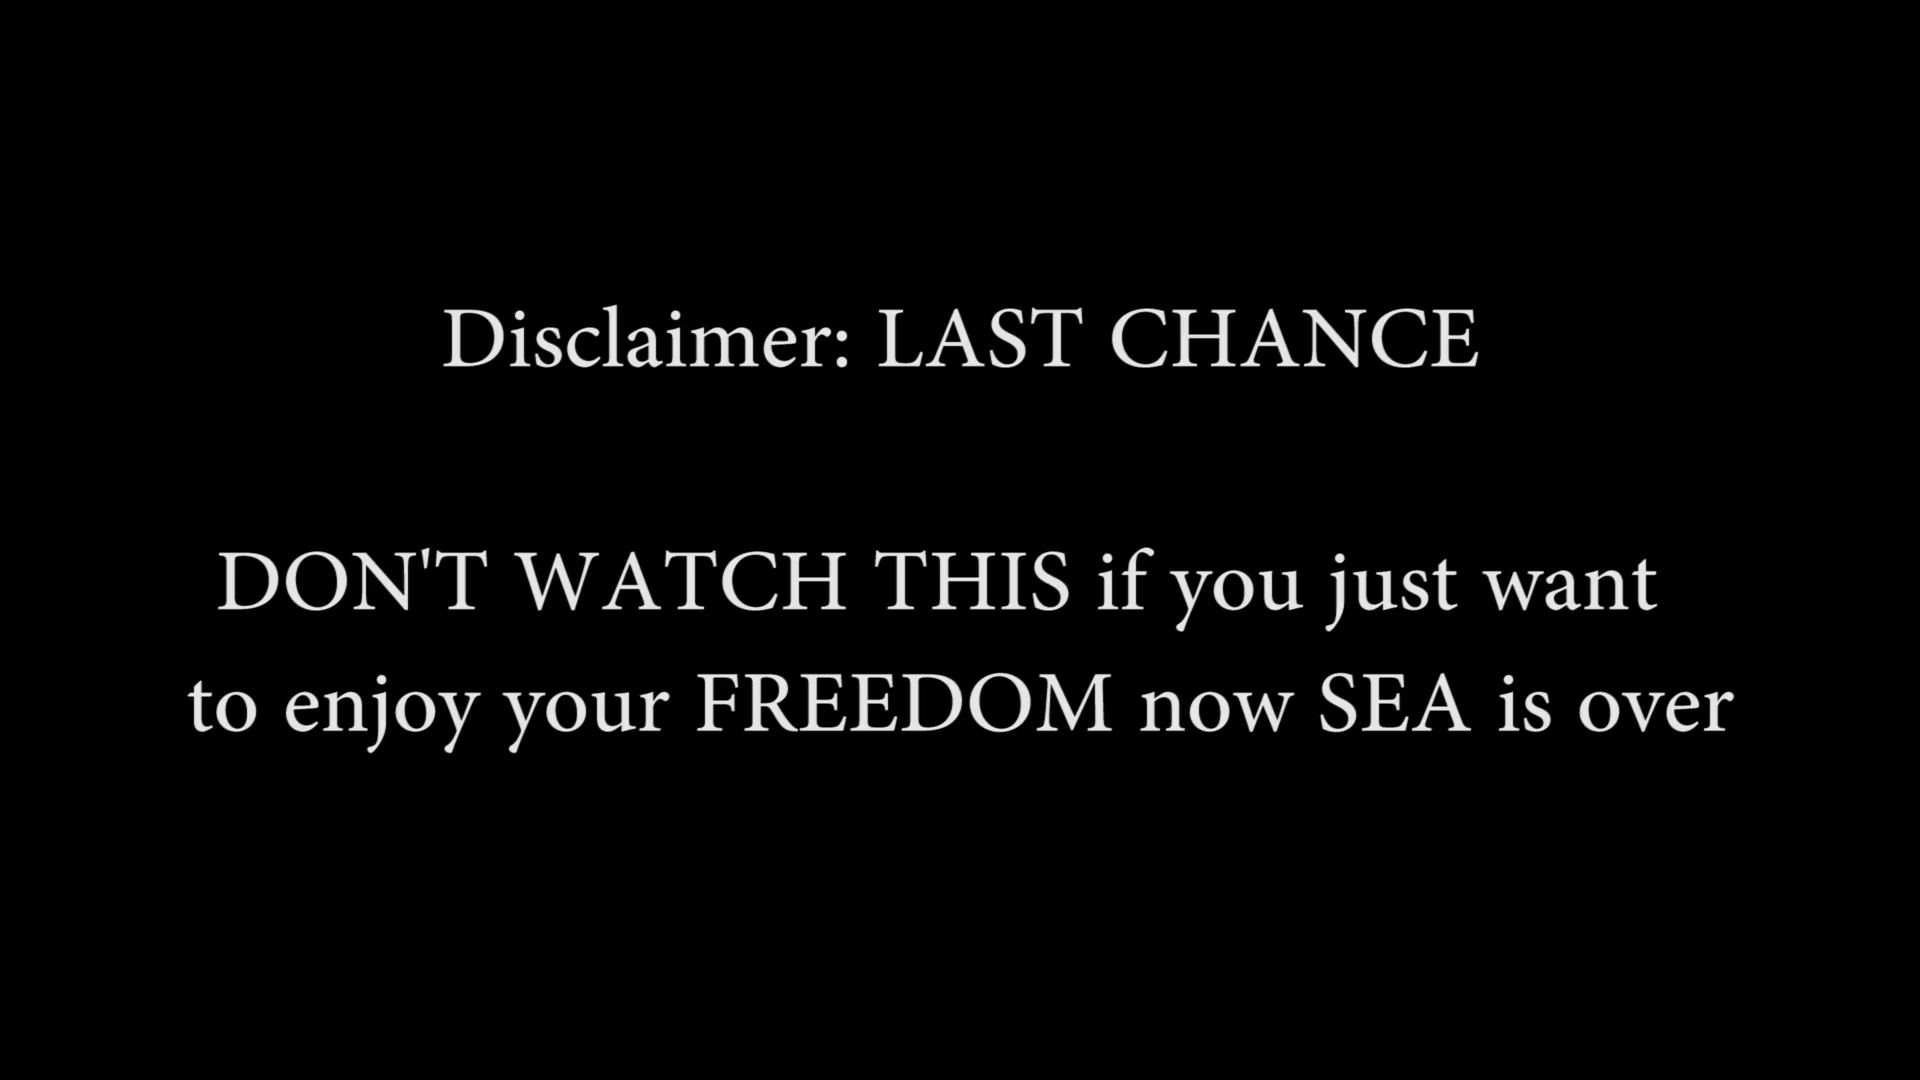 Disclaimer: LAST CHANCE
DON'T WATCH THIS if you just want
to enjoy your FREEDOM now SEA is over